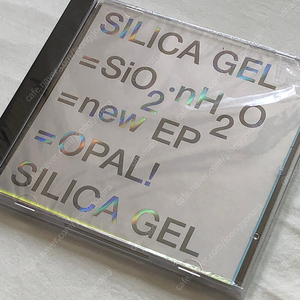 SILICA GEL
=SiO2·nH2O
=new EP
=OPAL!
SILICA GEL